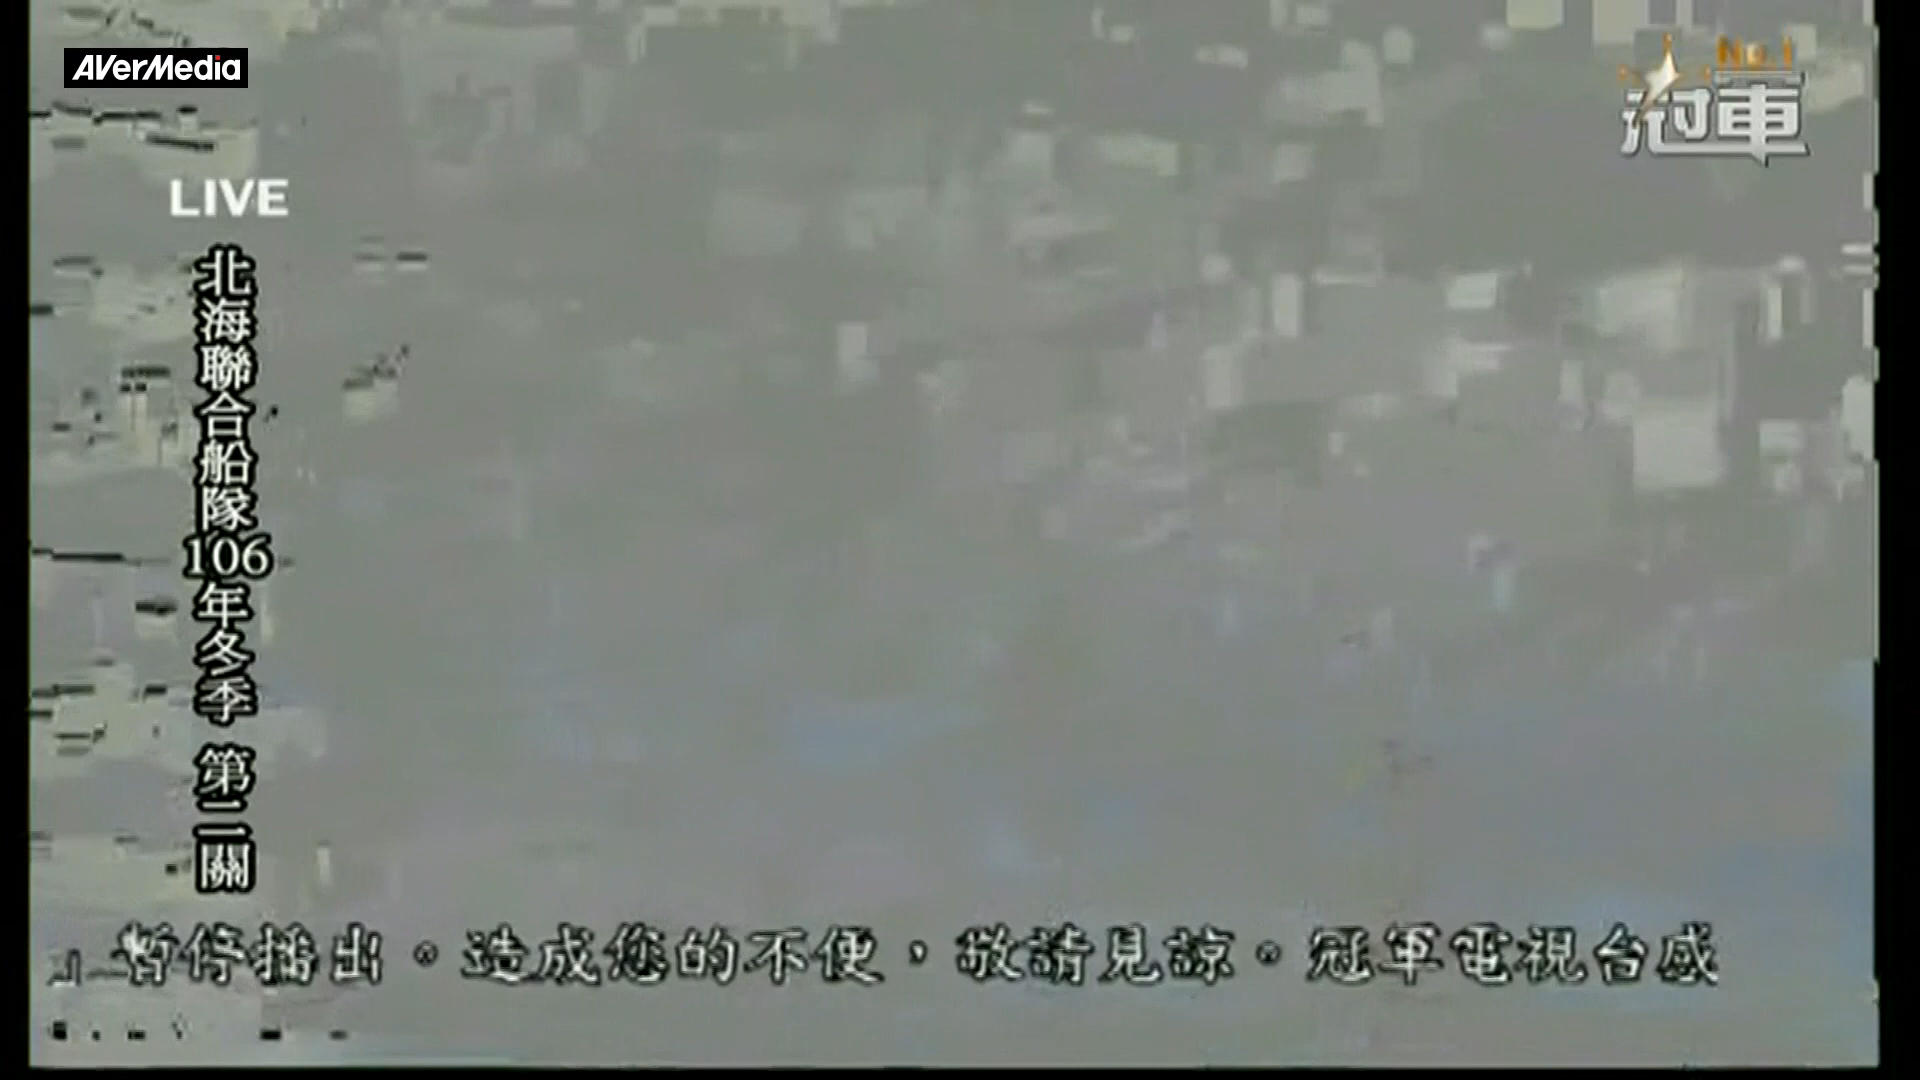 AVerMedia
No.1
冠軍
LIVE
北海聯合船隊106年冬季 第二關
暫停播出。造成您的不便，敬請見諒。冠軍電視台感